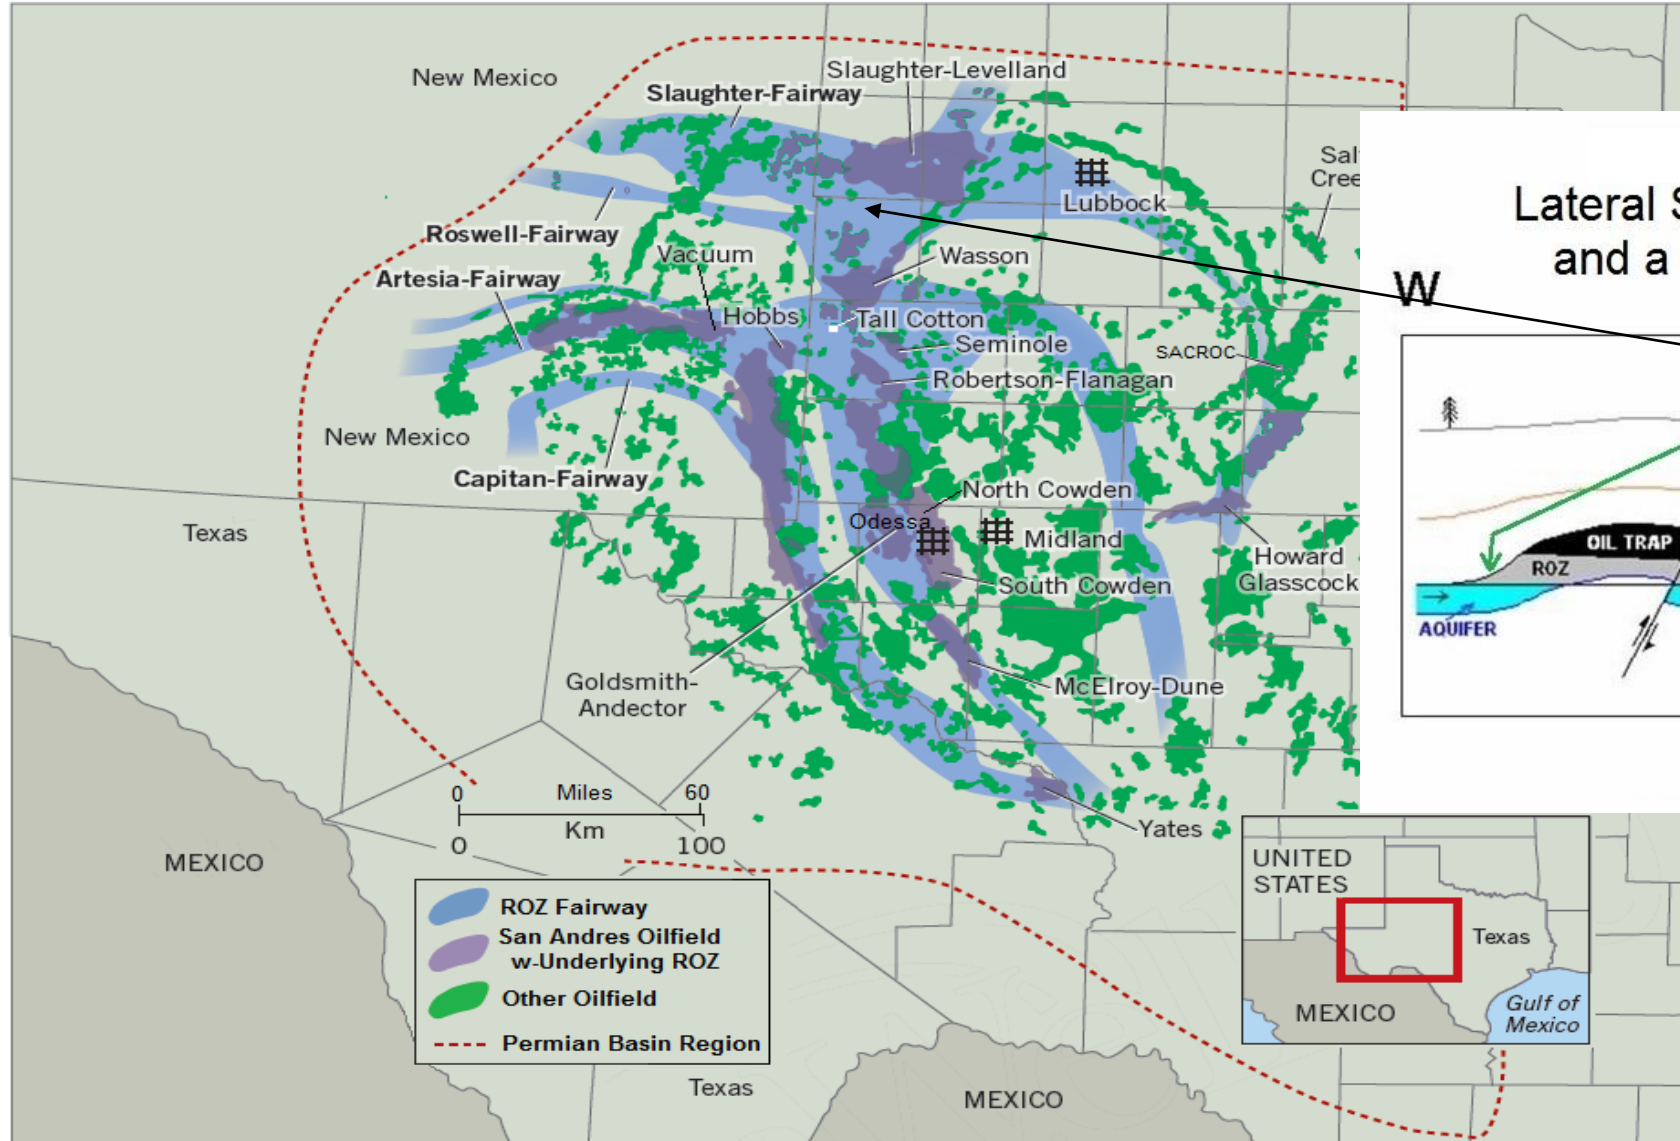 New Mexico
Slaughter-Levelland
Slaughter-Fairway
Lubbock
Roswell-Fairway
Artesia-Fairway
Vacuum
Wasson
Hobbs
Tall Cotton
Seminole
SACROC
Robertson-Flanagan
New Mexico
Capitan-Fairway
North Cowden
Odessa
Midland
Texas
South Cowden
Howard
Glasscock
Goldsmith-
Andector
McElroy-Dune
Yates
0 Miles 60
Km
0 100
MEXICO
ROZ Fairway
San Andres Oilfield
w-Underlying ROZ
Other Oilfield
Permian Basin Region
Texas
MEXICO
Lateral
and a
W
OIL TRAP
ROZ
AQUIFER
UNITED
STATES
Texas
MEXICO
Gulf of
Mexico